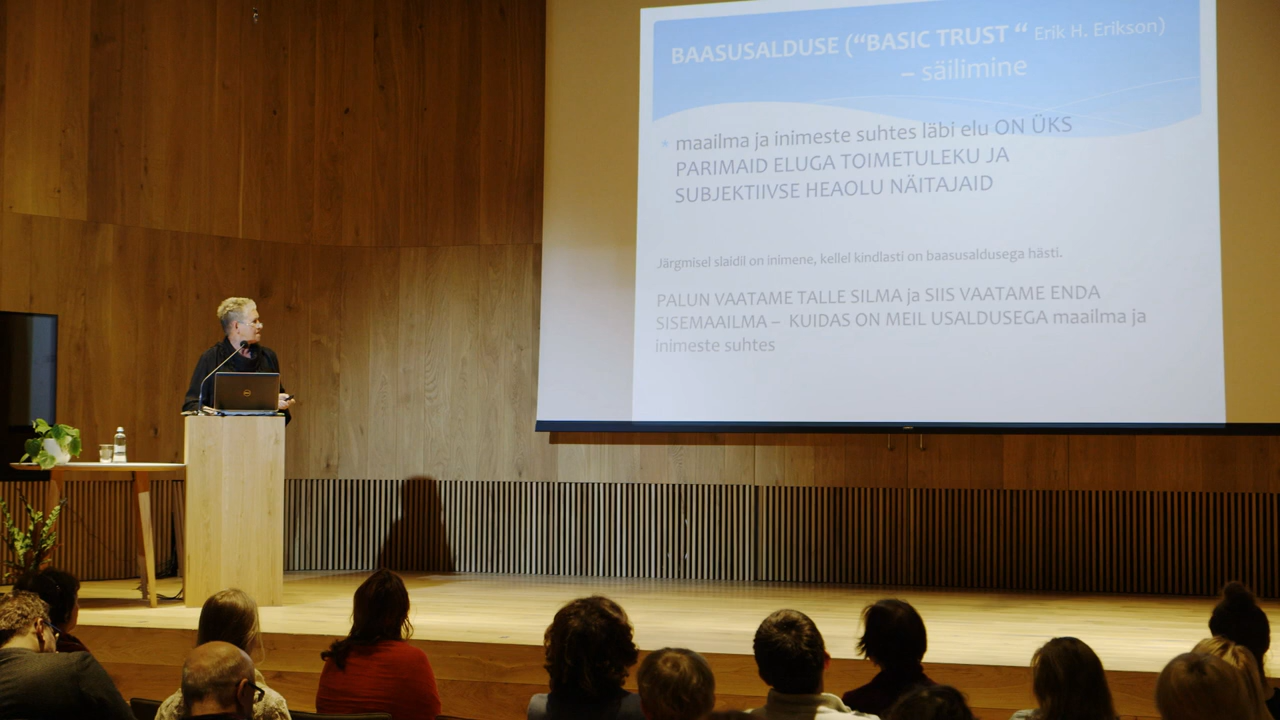 BAASUSALDUSE (“BASIC TRUST “ Erik H. Erikson)
– säilimine
maailma ja inimeste suhtes läbi elu ON ÜKS
PARIMAID ELUGA TOIMETULEKU JA
SUBJEKTIIVSE HEAOLU NÄITAJAID
Järgmisel slaidil on inimene, kellel kindlasti on baasusaldusega hästi.
PALUN VAATAME TALLE SILMA ja SIIS VAATAME ENDA
SISEMAAILMA – KUIDAS ON MEIL USALDUSEGA maailma ja
inimeste suhtes